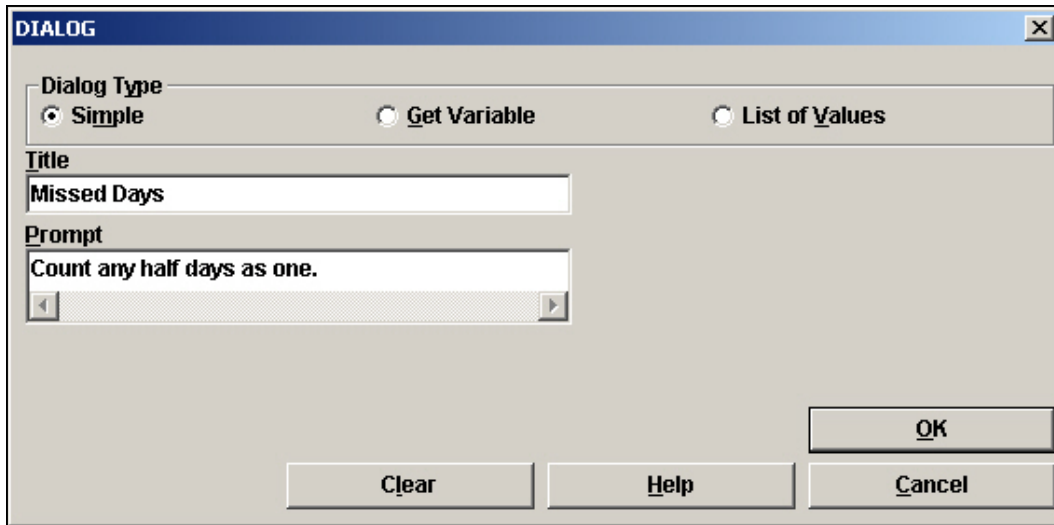 DIALOG
Dialog Type
Simple Get Variable List of Values
Title
Missed Days
Prompt
Count any half days as one.
OK
Clear Help Cancel